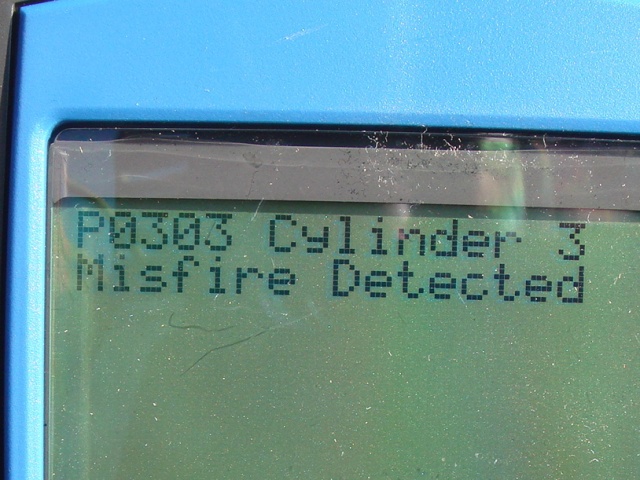 P0303 Cylinder 3
Misfire Detected